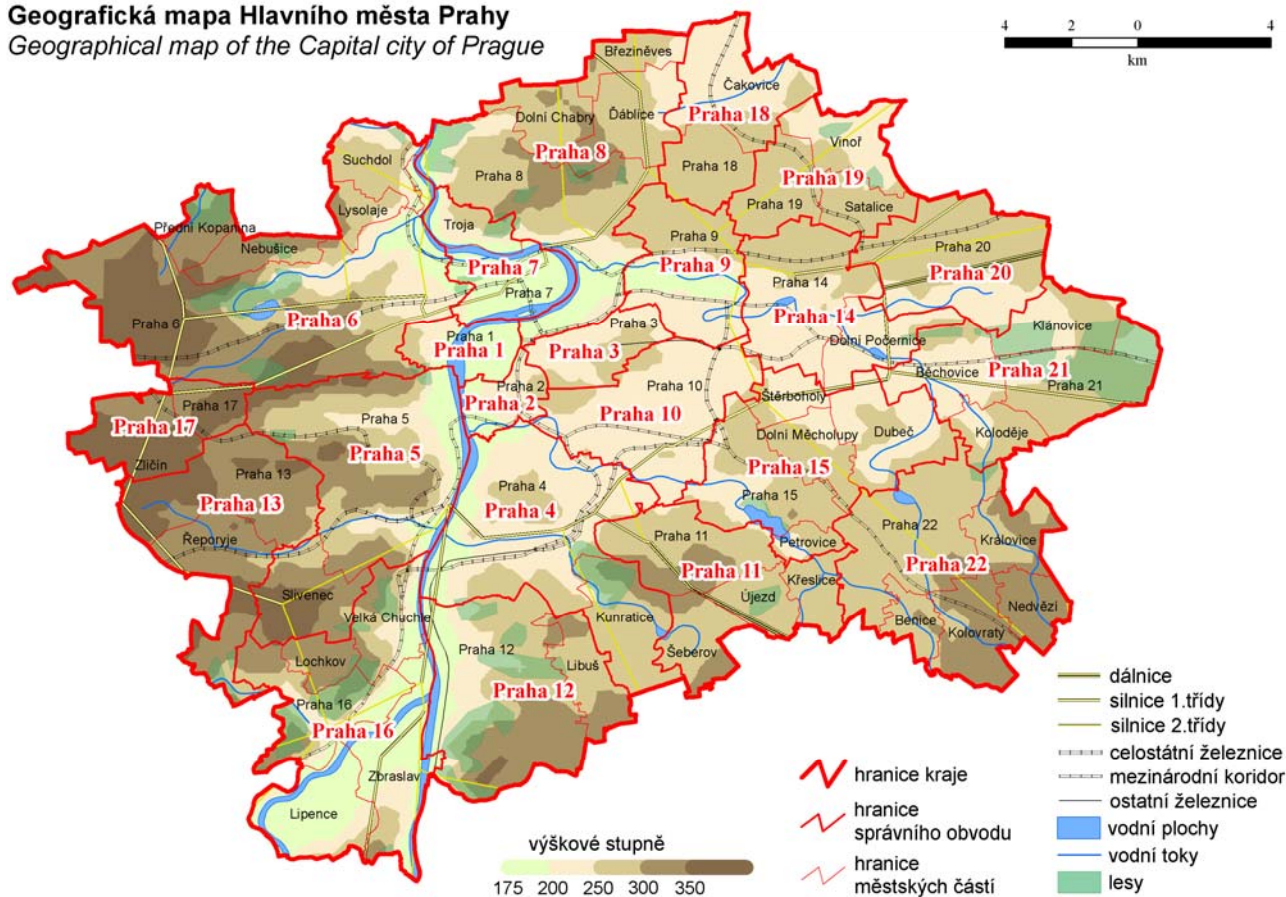 Geografická mapa Hlavního města Prahy
Geographical map of the Capital city of Prague
4 2 0 4
km
Březiněves
Čakovice
Dolní Chabry
Ďáblice
Praha 18
Praha 8
Vinoř
Suchdol
Praha 8
Praha 18
Praha 19
Lysolaje
Praha 19
Satalice
Přední Kopanina
Nebušice
Troja
Praha 9
Praha 20
Praha 7
Praha 9
Praha 20
Praha 14
Praha 7
Praha 6
Praha 6
Praha 14
Praha 3
Klánovice
Praha 1
Praha 1
Praha 3
Dolní Počernice
Praha 21
Běchovice
Praha 21
Praha 2
Praha 10
Štěrboholy
Praha 2
Praha 10
Praha 17
Praha 17
Praha 5
Praha 5
Dolní Měcholupy
Dubeč
Koloděje
Zličín
Praha 13
Praha 13
Praha 15
Praha 15
Praha 4
Praha 4
Řeporyje
Praha 22
Praha 11
Petrovice
Královice
Praha 11
Praha 22
Křeslice
Slivenec
Velká Chuchle
Újezd
Kunratice
Nedvězí
Benice
Kolovraty
Šeberov
Praha 12
Libuš
Lochkov
Praha 12
Praha 16
Praha 16
Zbraslav
Lipence
výškové stupně
175 200 250 300 350
hranice kraje
hranice
správního obvodu
hranice
městských částí
dálnice
silnice 1.třídy
silnice 2.třídy
celostátní železnice
mezinárodní koridor
ostatní železnice
vodní plochy
vodní toky
lesy